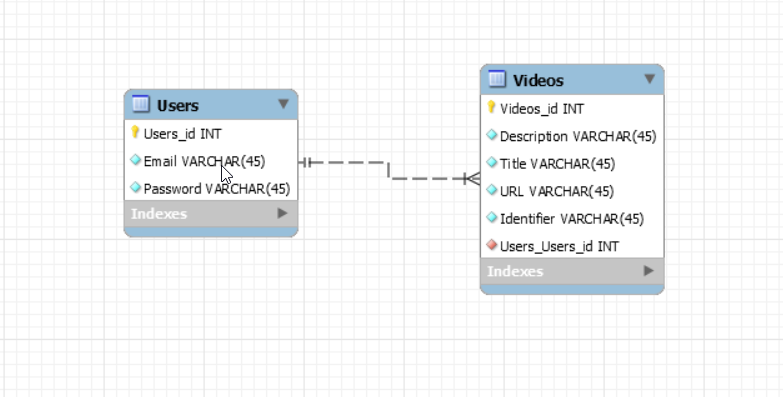 Users
Users_id INT
Email VARCHAR(45)
Password VARCHAR(45)
Indexes
Videos
Videos_id INT
Description VARCHAR(45)
Title VARCHAR(45)
URL VARCHAR(45)
Identifier VARCHAR(45)
Users_Users_id INT
Indexes